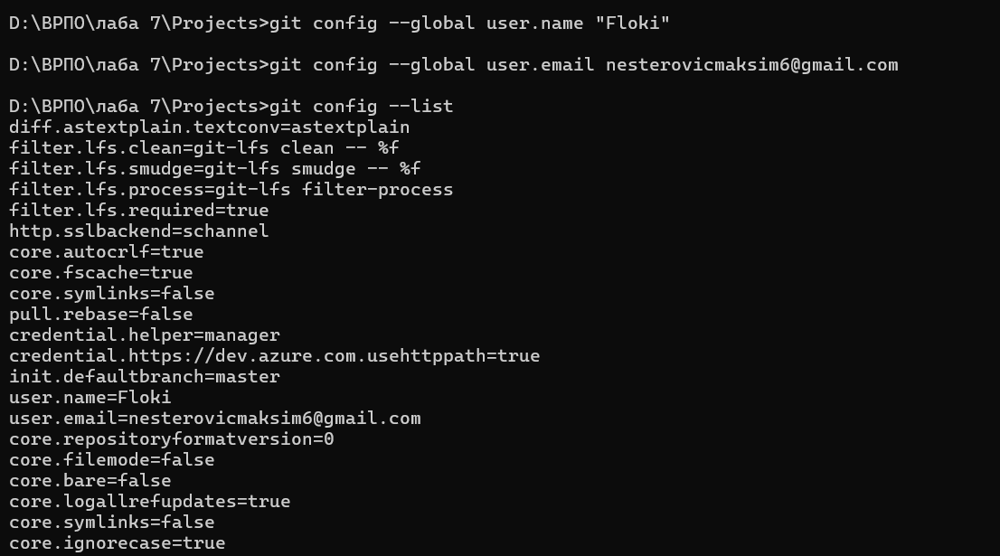 D:\ВРПО\лаба 7\Projects>git config --global user.name "Floki"
D:\ВРПО\лаба 7\Projects>git config --global user.email nesterovicmaksim6@gmail.com
D:\ВРПО\лаба 7\Projects>git config --list
diff.astextplain.textconv=astextplain
filter.lfs.clean=git-lfs clean -- %f
filter.lfs.smudge=git-lfs smudge -- %f
filter.lfs.process=git-lfs filter-process
filter.lfs.required=true
http.sslbackend=schannel
core.autocrlf=true
core.fscache=true
core.symlinks=false
pull.rebase=false
credential.helper=manager
credential.https://dev.azure.com.usehttppath=true
init.defaultbranch=master
user.name=Floki
user.email=nesterovicmaksim6@gmail.com
core.repositoryformatversion=0
core.filemode=false
core.bare=false
core.logallrefupdates=true
core.symlinks=false
core.ignorecase=true